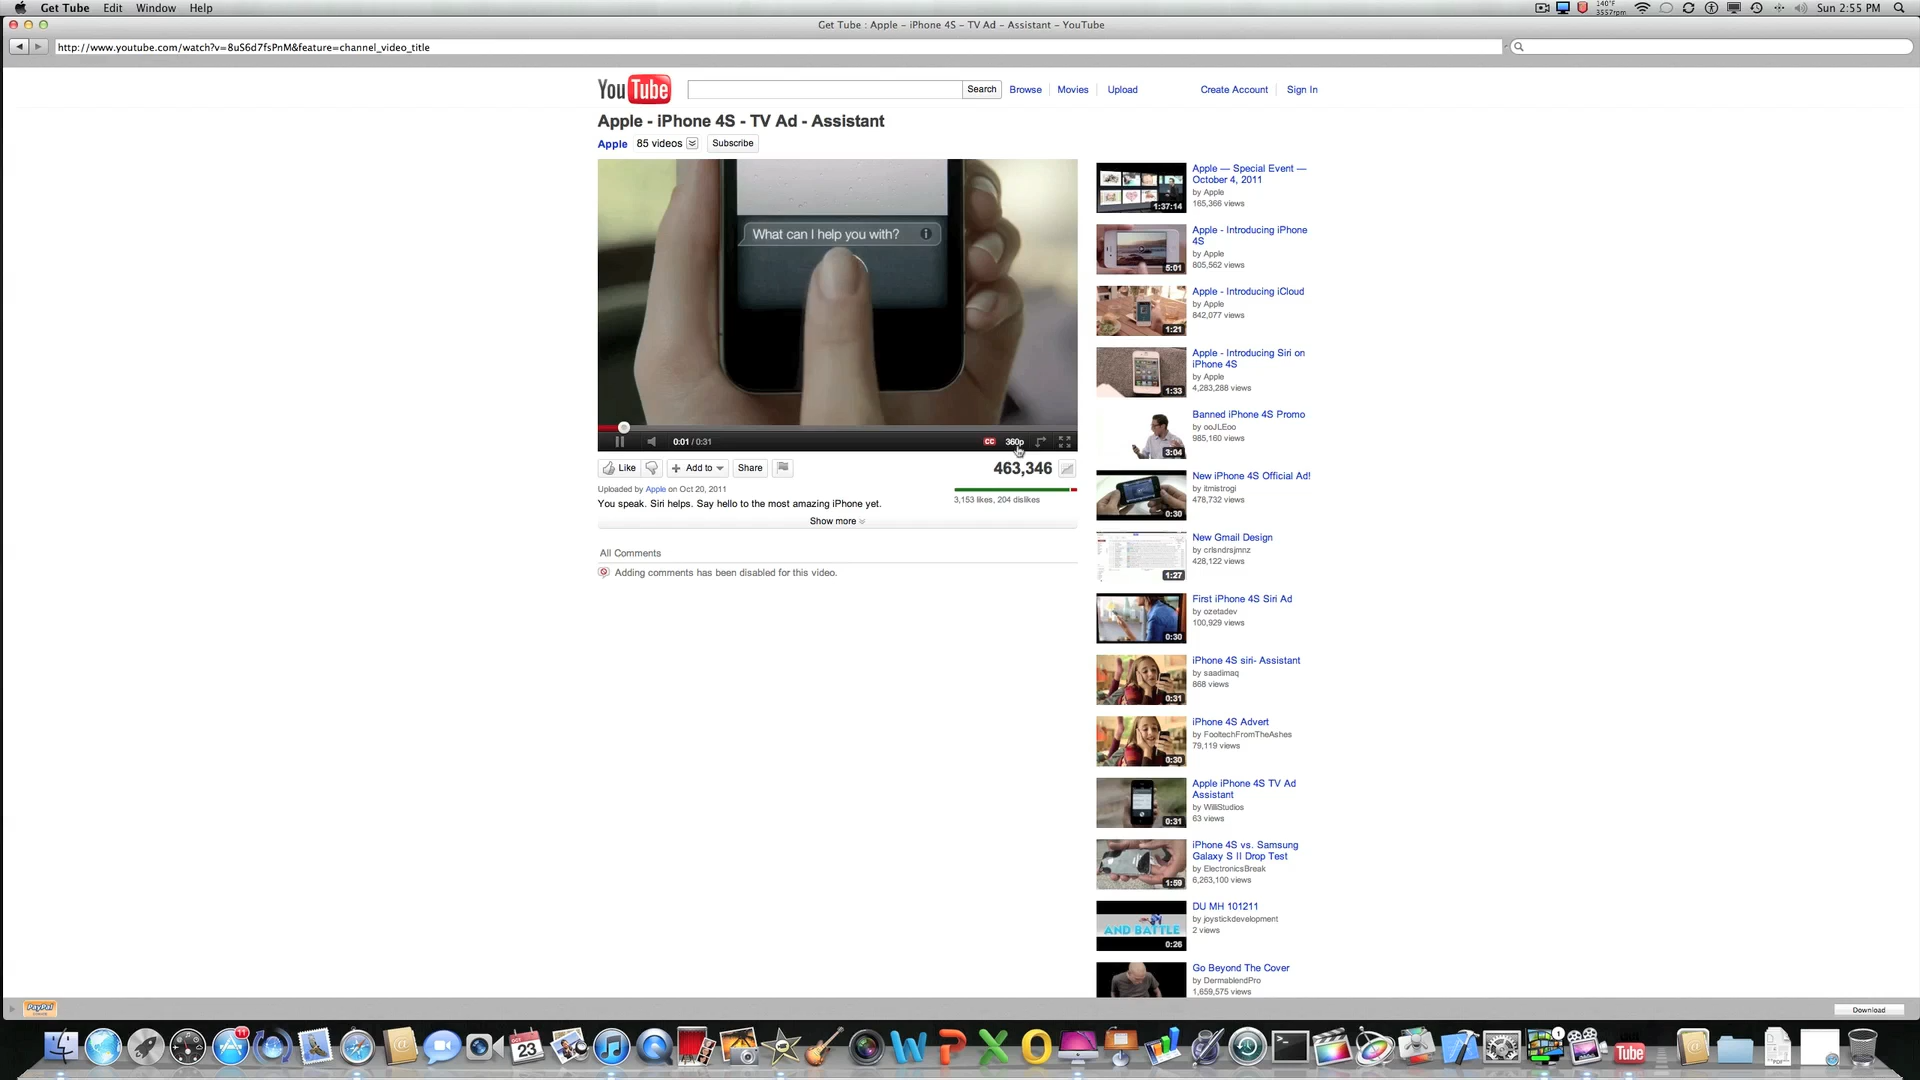 Get Tube Edit Window Help
140°F
3557rpm
Sun 2:55 PM
Get Tube : Apple – iPhone 4S – TV Ad – Assistant – YouTube
http://www.youtube.com/watch?v=8uS6d7fsPnM&feature=channel_video_title
YouTube
Search
Browse
Movies
Upload
Create Account
Sign In
Apple - iPhone 4S - TV Ad - Assistant
Apple 85 videos
Subscribe
What can I help you with?
0:01 / 0:31
CC
360p
Like
Add to
Share
463,346
Uploaded by Apple on Oct 20, 2011
3,153 likes, 204 dislikes
You speak. Siri helps. Say hello to the most amazing iPhone yet.
Show more
All Comments
Adding comments has been disabled for this video.
1:37:14
Apple — Special Event —
October 4, 2011
by Apple
165,366 views
5:01
Apple - Introducing iPhone
4S
by Apple
805,562 views
1:21
Apple - Introducing iCloud
by Apple
842,077 views
1:33
Apple - Introducing Siri on
iPhone 4S
by Apple
4,283,288 views
3:04
Banned iPhone 4S Promo
by ooJLEoo
985,160 views
0:30
New iPhone 4S Official Ad!
by itmistrogi
478,732 views
1:27
New Gmail Design
by crlsndrsjmnz
428,122 views
0:30
First iPhone 4S Siri Ad
by ozetadev
100,929 views
0:31
iPhone 4S siri- Assistant
by saadimaq
868 views
0:30
iPhone 4S Advert
by FooltechFromTheAshes
79,119 views
0:31
Apple iPhone 4S TV Ad
Assistant
by WilliStudios
63 views
1:59
iPhone 4S vs. Samsung
Galaxy S II Drop Test
by ElectronicsBreak
6,263,100 views
AND BATTLE
0:26
DU MH 101211
by joystickdevelopment
2 views
Go Beyond The Cover
by DermablendPro
1,659,575 views
PayPal
Download
11
OCT
23
1
Tube